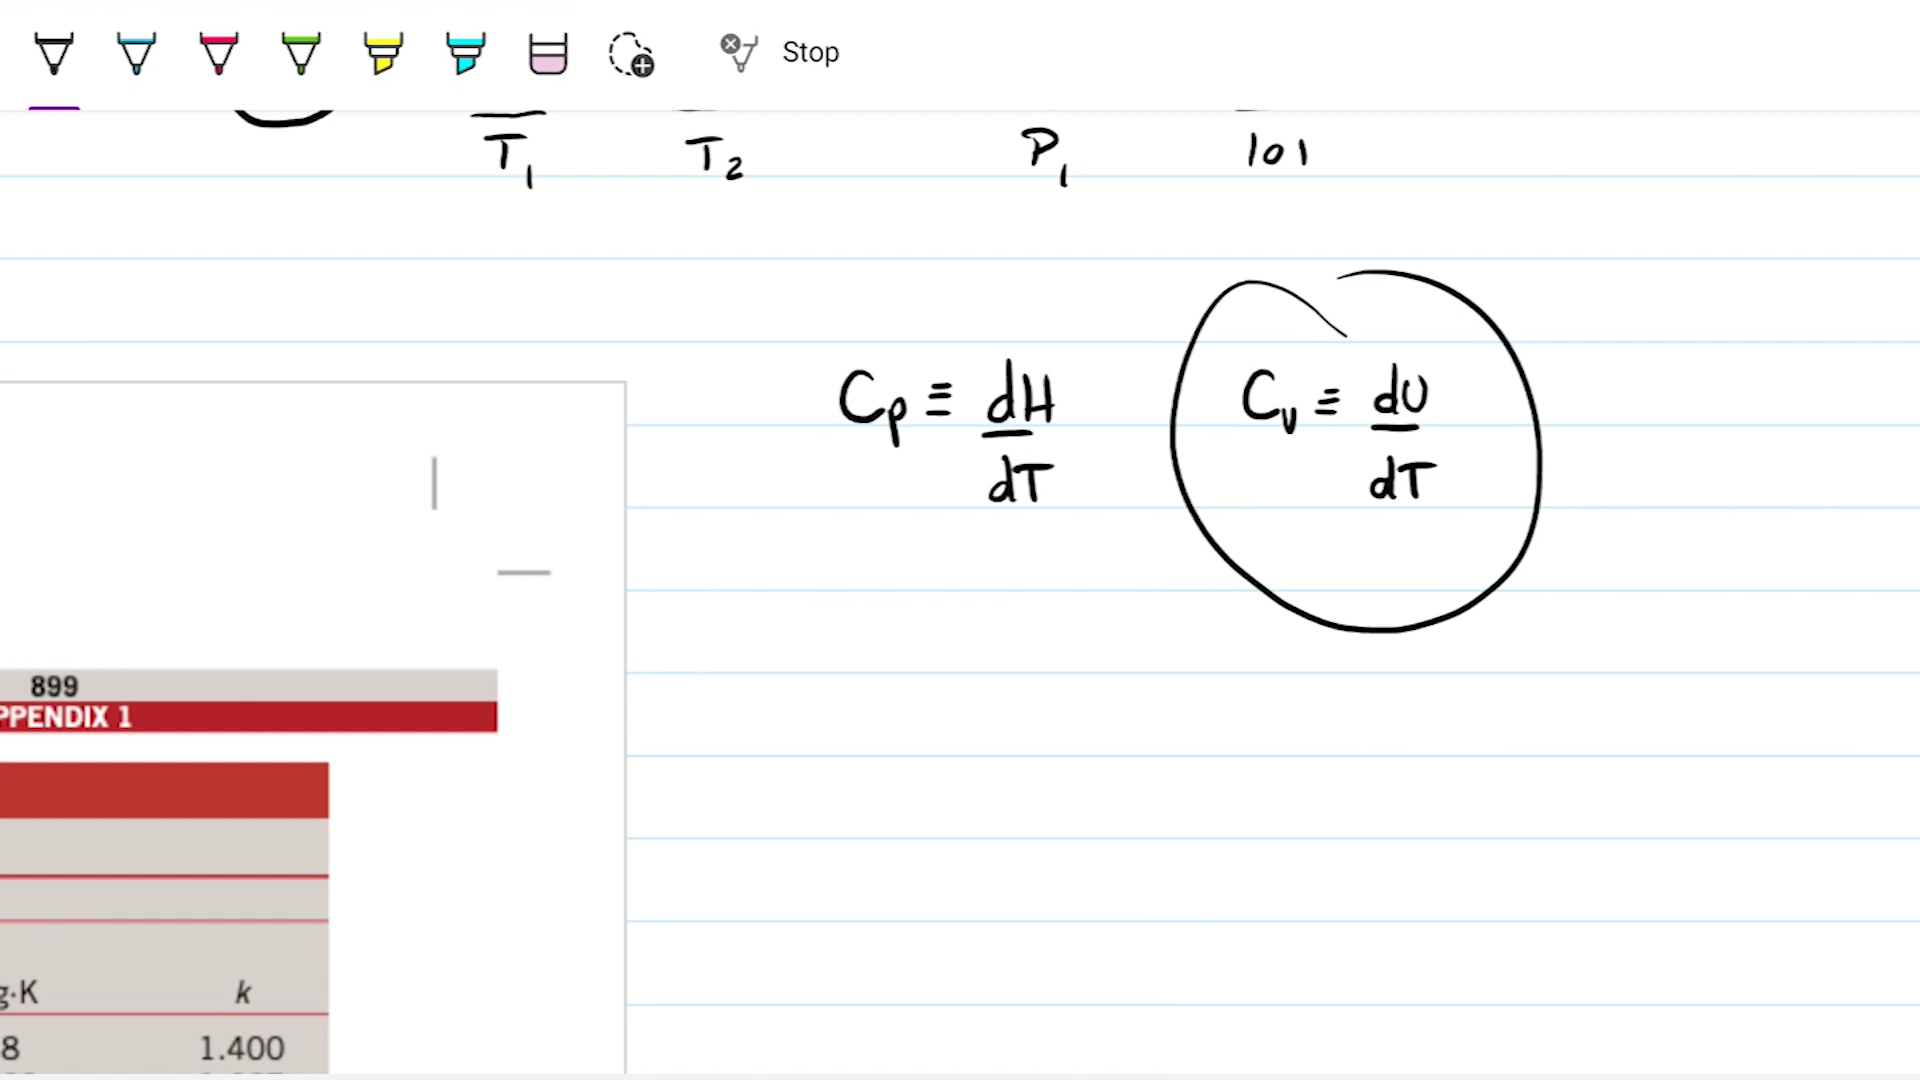 Stop
T₁ T₂ P₁ 101
Cₚ ≡ dH/dT Cᵥ ≡ dU/dT
899
PPENDIX 1
g·K k
8 1.400